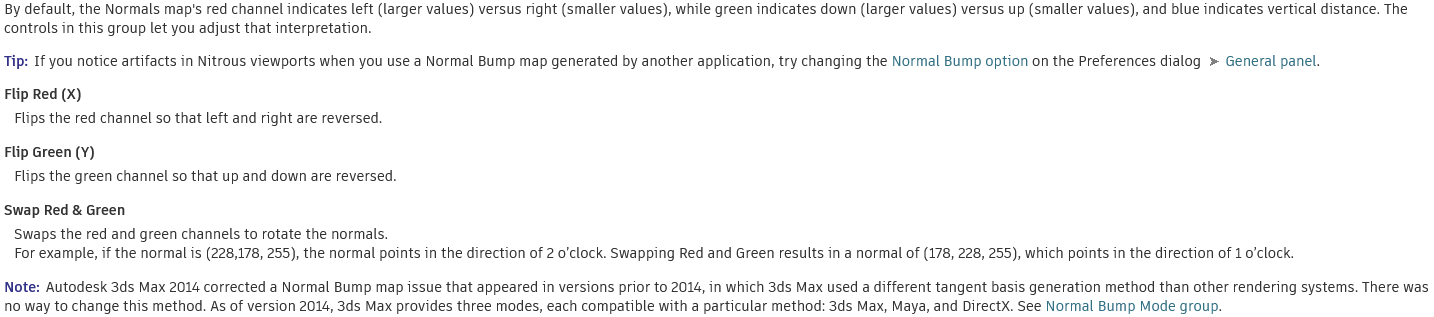 By default, the Normals map's red channel indicates left (larger values) versus right (smaller values), while green indicates down (larger values) versus up (smaller values), and blue indicates vertical distance. The
controls in this group let you adjust that interpretation.
Tip: If you notice artifacts in Nitrous viewports when you use a Normal Bump map generated by another application, try changing the Normal Bump option on the Preferences dialog ➤ General panel.
Flip Red (X)
Flips the red channel so that left and right are reversed.
Flip Green (Y)
Flips the green channel so that up and down are reversed.
Swap Red & Green
Swaps the red and green channels to rotate the normals.
For example, if the normal is (228,178, 255), the normal points in the direction of 2 o’clock. Swapping Red and Green results in a normal of (178, 228, 255), which points in the direction of 1 o’clock.
Note: Autodesk 3ds Max 2014 corrected a Normal Bump map issue that appeared in versions prior to 2014, in which 3ds Max used a different tangent basis generation method than other rendering systems. There was
no way to change this method. As of version 2014, 3ds Max provides three modes, each compatible with a particular method: 3ds Max, Maya, and DirectX. See Normal Bump Mode group.